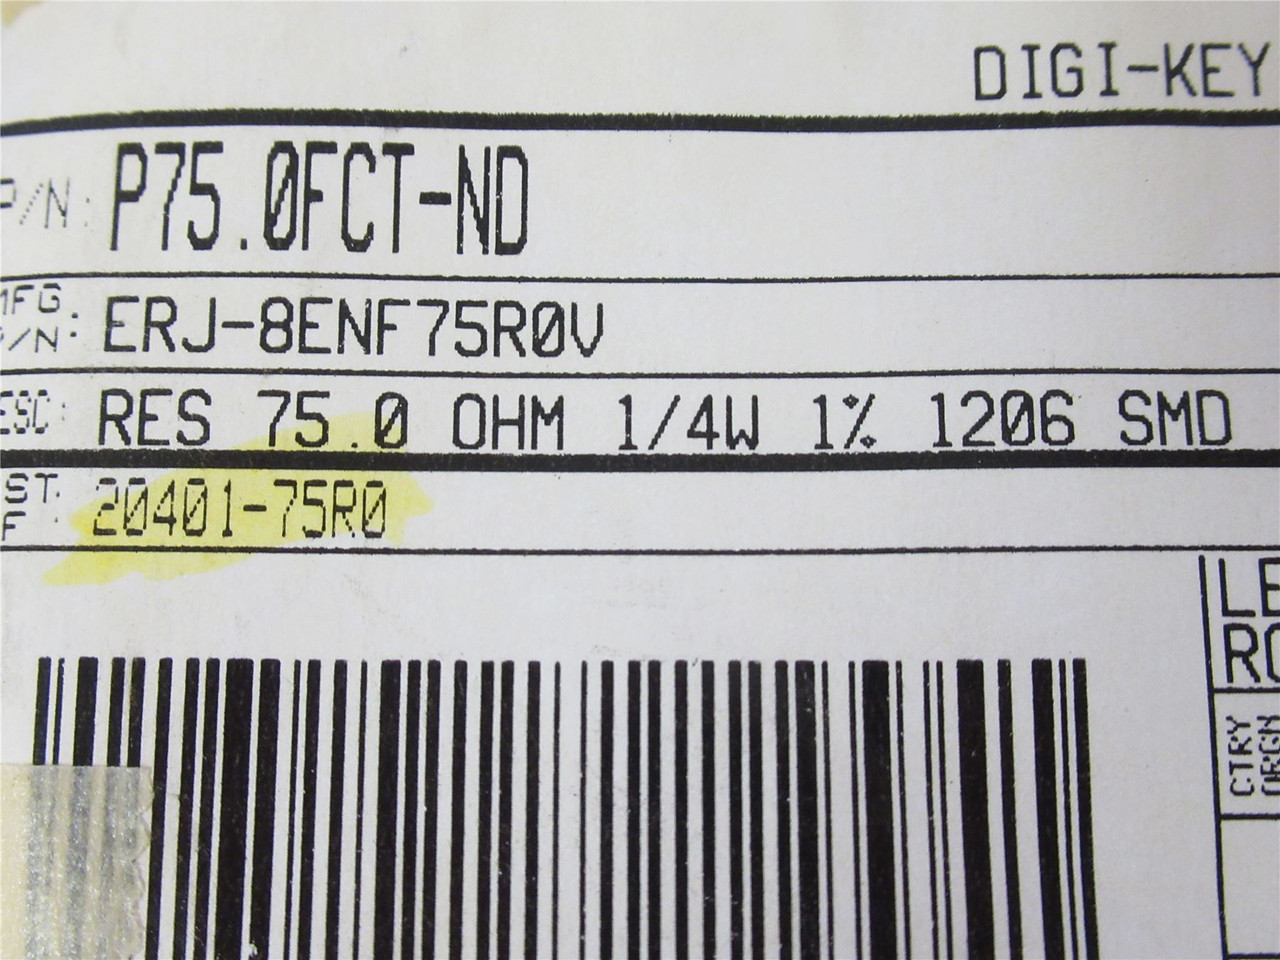 DIGI-KEY
P/N: P75.0FCT-ND
MFG
P/N: ERJ-8ENF75R0V
ESC: RES 75.0 OHM 1/4W 1% 1206 SMD
ST.
F : 20401-75R0
LE
RO
CTRY
ORGN